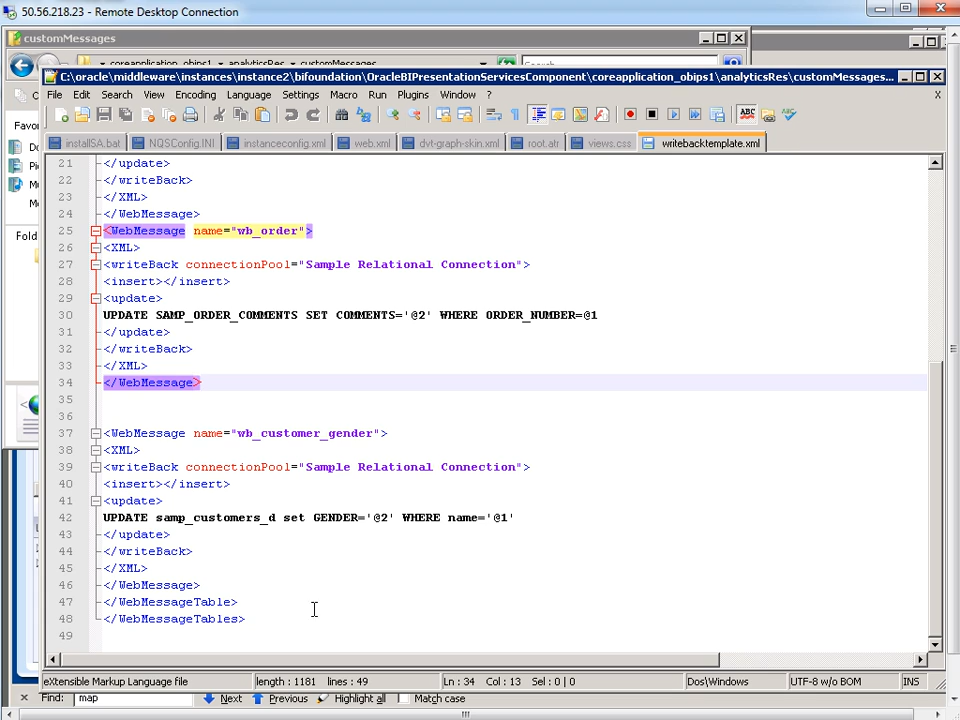 50.56.218.23 - Remote Desktop Connection
customMessages
coreapplication_obips1 analyticsRes customMessages
Search
C:\oracle\middleware\instances\instance2\bifoundation\OracleBIPresentationServicesComponent\coreapplication_obips1\analyticsRes\customMessages...
File Edit Search View Encoding Language Settings Macro Run Plugins Window ? X
installSA.bat NQSConfig.INI instanceconfig.xml web.xml dvt-graph-skin.xml root.atr views.css writebacktemplate.xml
Favor
Fold
21 </update>
22 </writeBack>
23 </XML>
24 </WebMessage>
25 <WebMessage name="wb_order">
26 <XML>
27 <writeBack connectionPool="Sample Relational Connection">
28 <insert></insert>
29 <update>
30 UPDATE SAMP_ORDER_COMMENTS SET COMMENTS='@2' WHERE ORDER_NUMBER=@1
31 </update>
32 </writeBack>
33 </XML>
34 </WebMessage>
35
36
37 <WebMessage name="wb_customer_gender">
38 <XML>
39 <writeBack connectionPool="Sample Relational Connection">
40 <insert></insert>
41 <update>
42 UPDATE samp_customers_d set GENDER='@2' WHERE name='@1'
43 </update>
44 </writeBack>
45 </XML>
46 </WebMessage>
47 </WebMessageTable>
48 </WebMessageTables>
49
eXtensible Markup Language file length : 1181 lines : 49 Ln : 34 Col : 13 Sel : 0 | 0 Dos\Windows UTF-8 w/o BOM INS
Find: map Next Previous Highlight all Match case